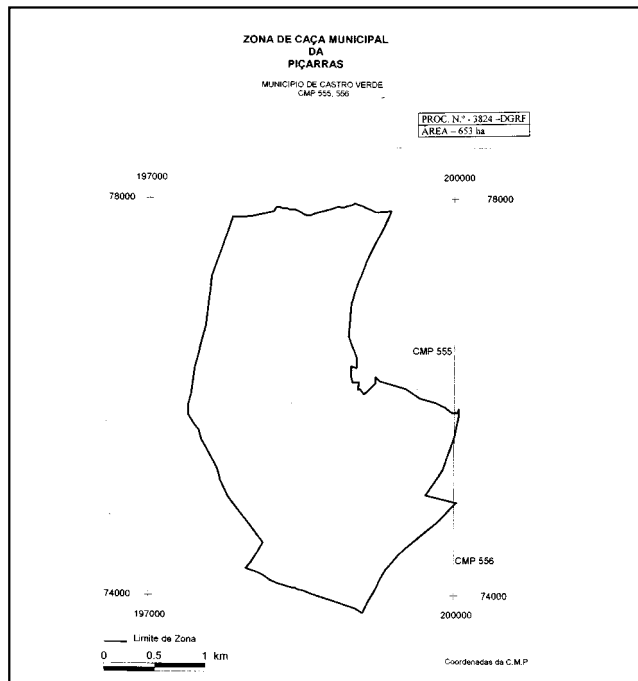 ZONA DE CAÇA MUNICIPAL
DA
PIÇARRAS
MUNICIPIO DE CASTRO VERDE
CMP 555, 556
PROC. N.º - 3824 -DGRF
AREA – 653 ha
197000
200000
78000
78000
CMP 555
CMP 556
74000
74000
197000
200000
Limite de Zona
0 0.5 1 km
Coordenadas da C.M.P